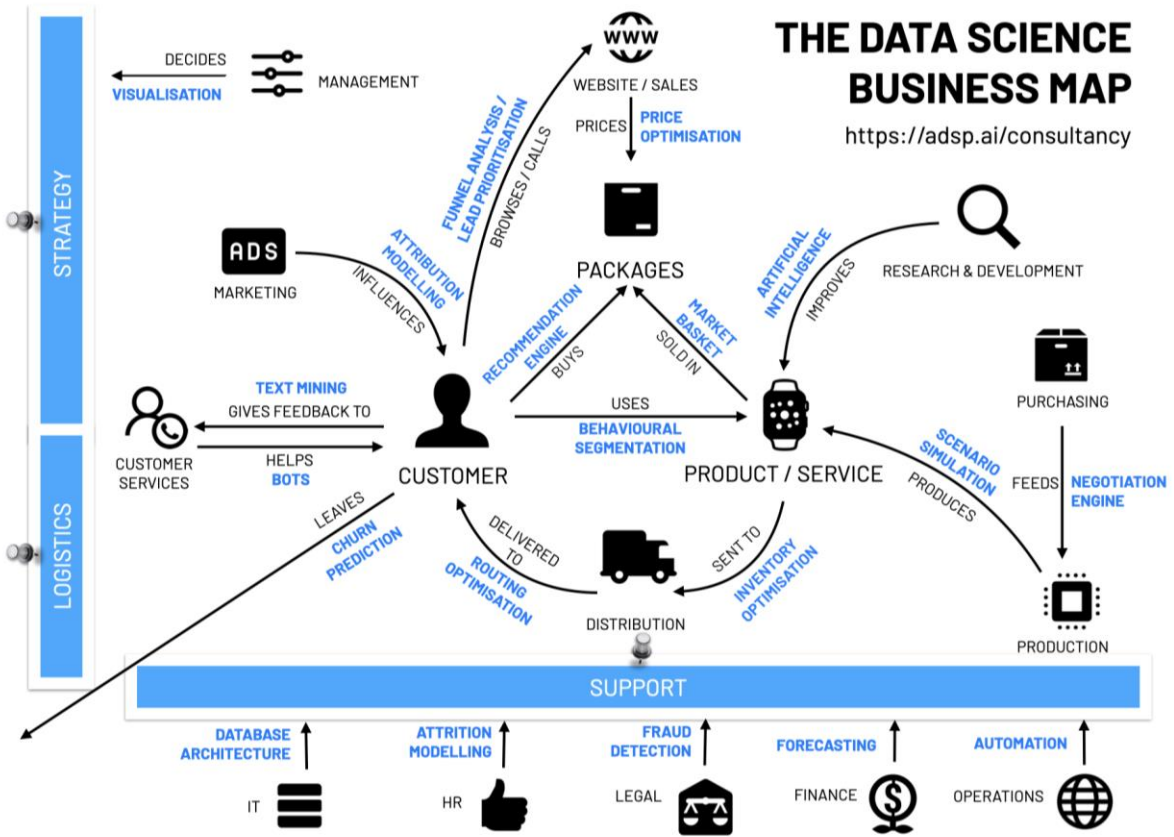 THE DATA SCIENCE
BUSINESS MAP
https://adsp.ai/consultancy
STRATEGY
LOGISTICS
DECIDES
VISUALISATION
MANAGEMENT
WWW
WEBSITE / SALES
PRICES
PRICE
OPTIMISATION
FUNNEL ANALYSIS /
LEAD PRIORITISATION
BROWSES / CALLS
PACKAGES
ADS
MARKETING
ATTRIBUTION
MODELLING
INFLUENCES
RECOMMENDATION
ENGINE
BUYS
MARKET
BASKET
SOLD IN
ARTIFICIAL
INTELLIGENCE
IMPROVES
RESEARCH & DEVELOPMENT
PURCHASING
TEXT MINING
GIVES FEEDBACK TO
HELPS
BOTS
CUSTOMER
SERVICES
CUSTOMER
USES
BEHAVIOURAL
SEGMENTATION
PRODUCT / SERVICE
SCENARIO
SIMULATION
PRODUCES
FEEDS
NEGOTIATION
ENGINE
LEAVES
CHURN
PREDICTION
DELIVERED
TO
ROUTING
OPTIMISATION
DISTRIBUTION
SENT TO
INVENTORY
OPTIMISATION
PRODUCTION
SUPPORT
DATABASE
ARCHITECTURE
IT
ATTRITION
MODELLING
HR
FRAUD
DETECTION
LEGAL
FORECASTING
FINANCE
$
AUTOMATION
OPERATIONS